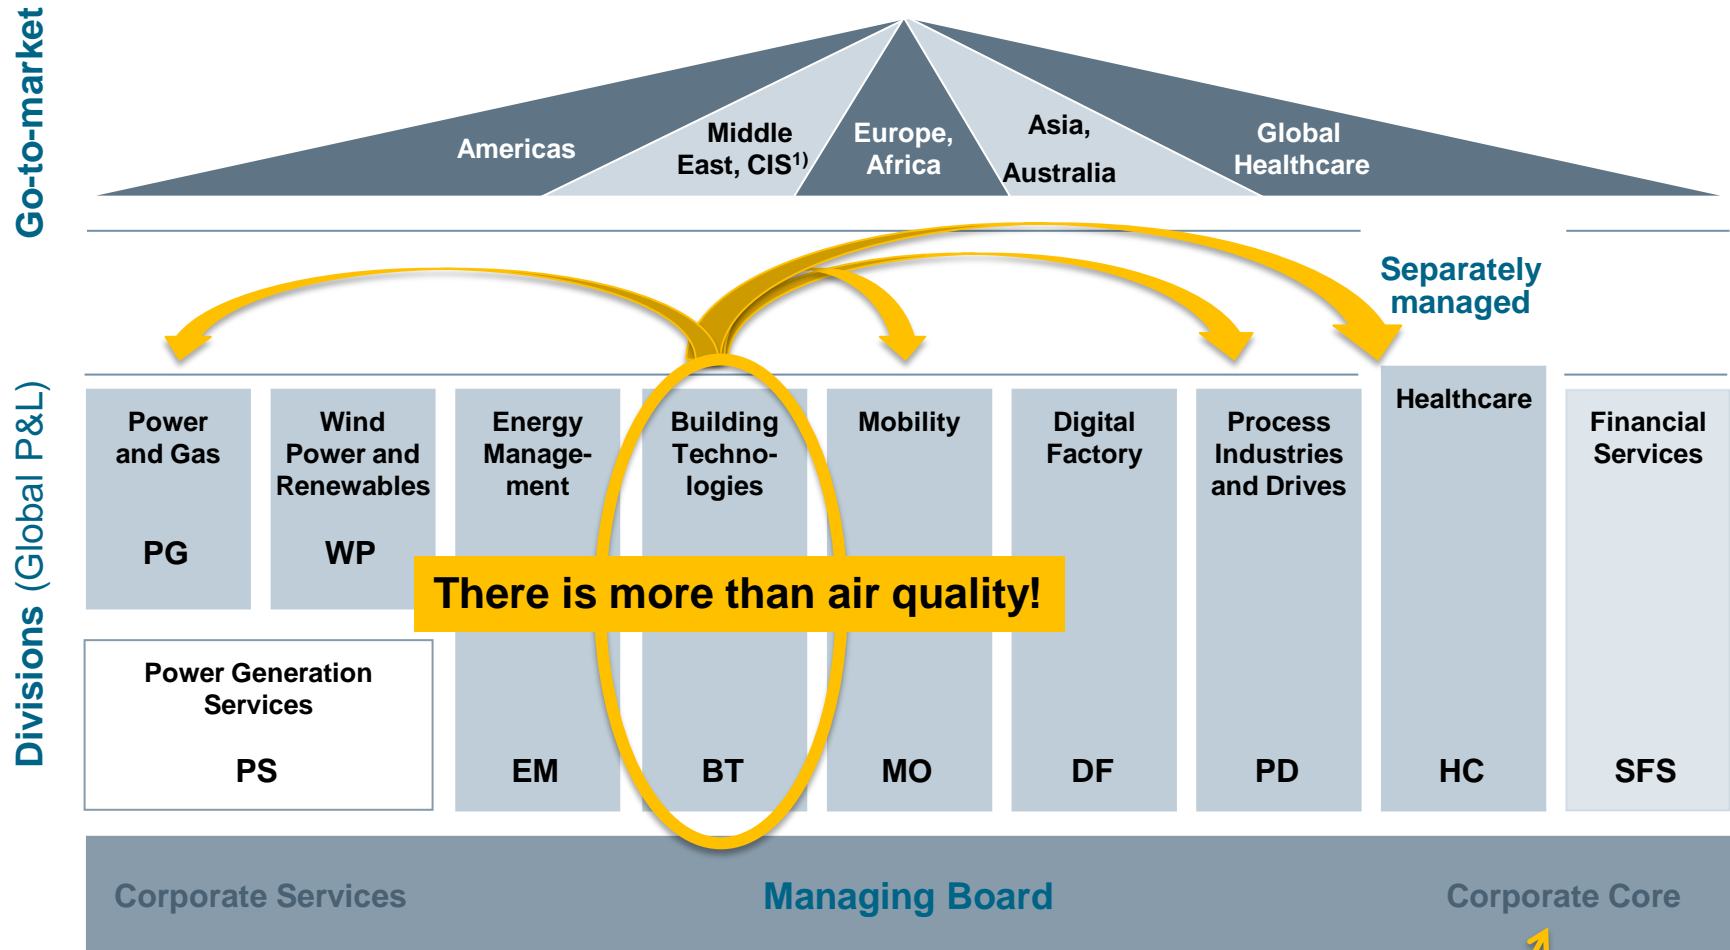 Go-to-market
Americas
Middle
East, CIS1)
Europe,
Africa
Asia,
Australia
Global
Healthcare
Separately
managed
Divisions (Global P&L)
Power
and Gas
PG
Wind
Power and
Renewables
WP
Energy
Manage-
ment
EM
Building
Techno-
logies
BT
Mobility
MO
Digital
Factory
DF
Process
Industries
and Drives
PD
Healthcare
HC
Financial
Services
SFS
There is more than air quality!
Power Generation
Services
PS
Corporate Services
Managing Board
Corporate Core